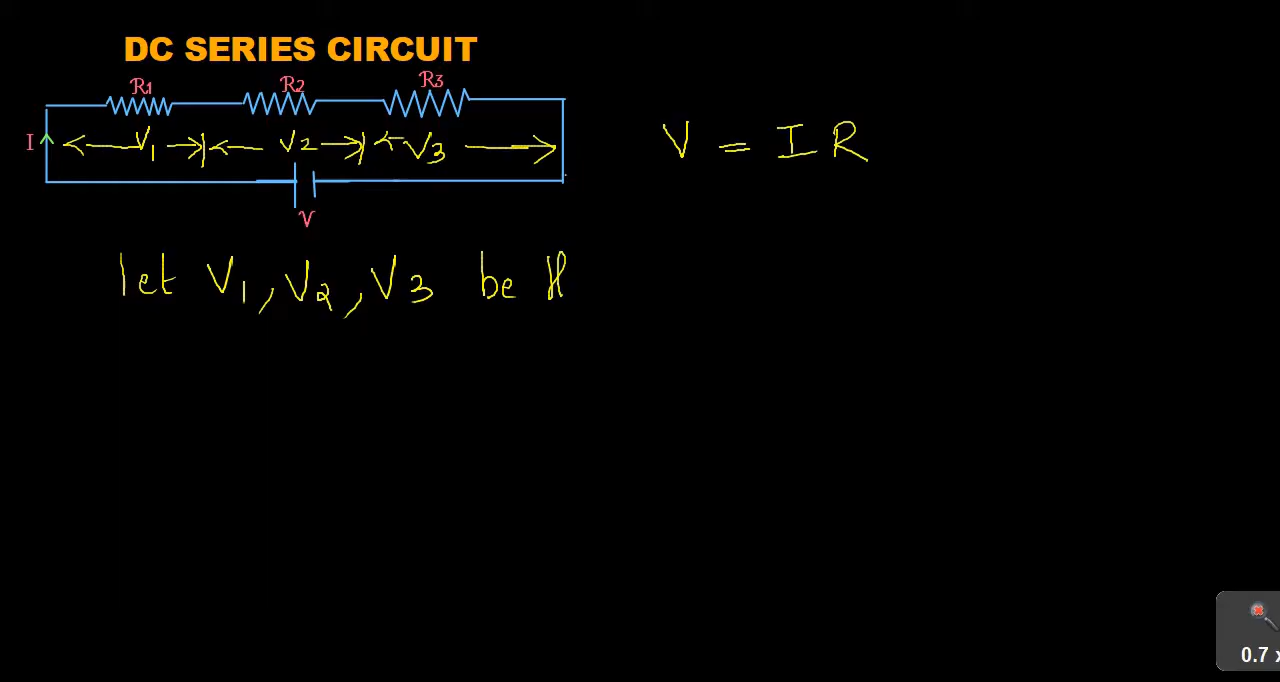 DC SERIES CIRCUIT
R1 R2 R3
I V1 V2 V3
V = IR
V
let V1, V2, V3 be
0.7 x